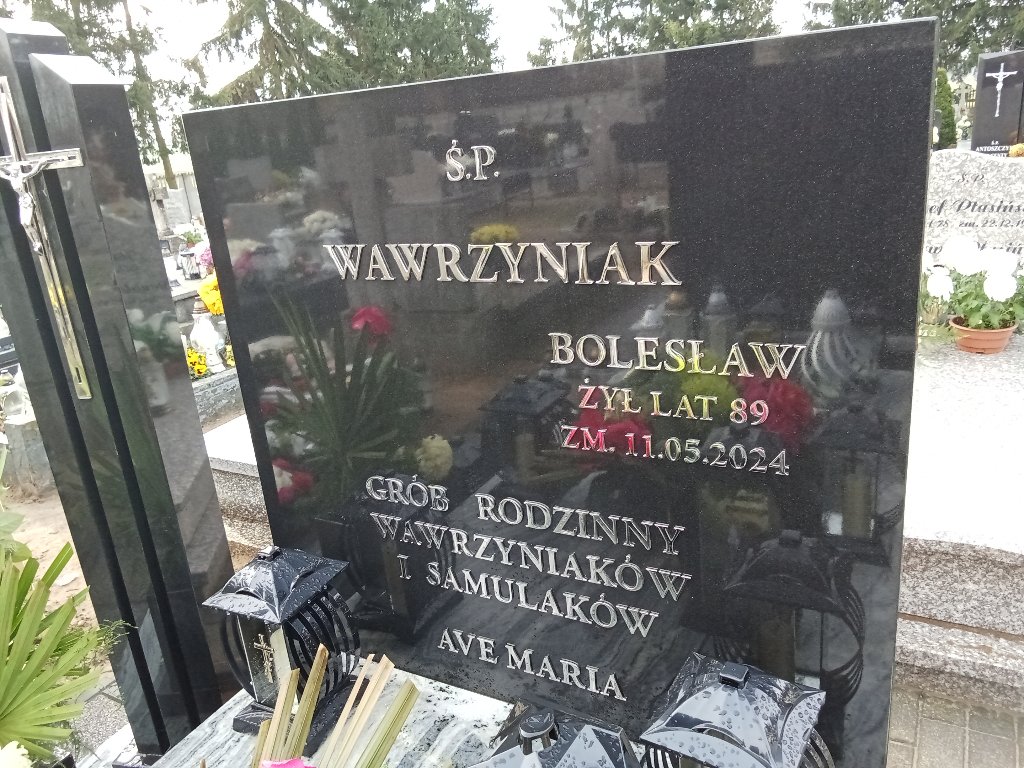 Ś.P.
WAWRZYNIAK
BOLESŁAW
ŻYŁ LAT 89
ZM. 11.05.2024
GRÓB RODZINNY
WAWRZYNIAKÓW
I SAMULAKÓW
AVE MARIA
Ś.P.